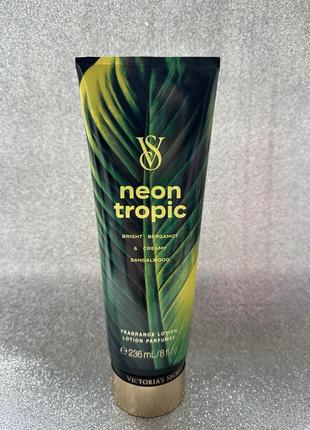 VS
neon
tropic
BRIGHT BERGAMOT
& CREAMY
SANDALWOOD
FRAGRANCE LOTION
LOTION PARFUMÉE
℮ 236 mL/8 fl
VICTORIA'S SECRET